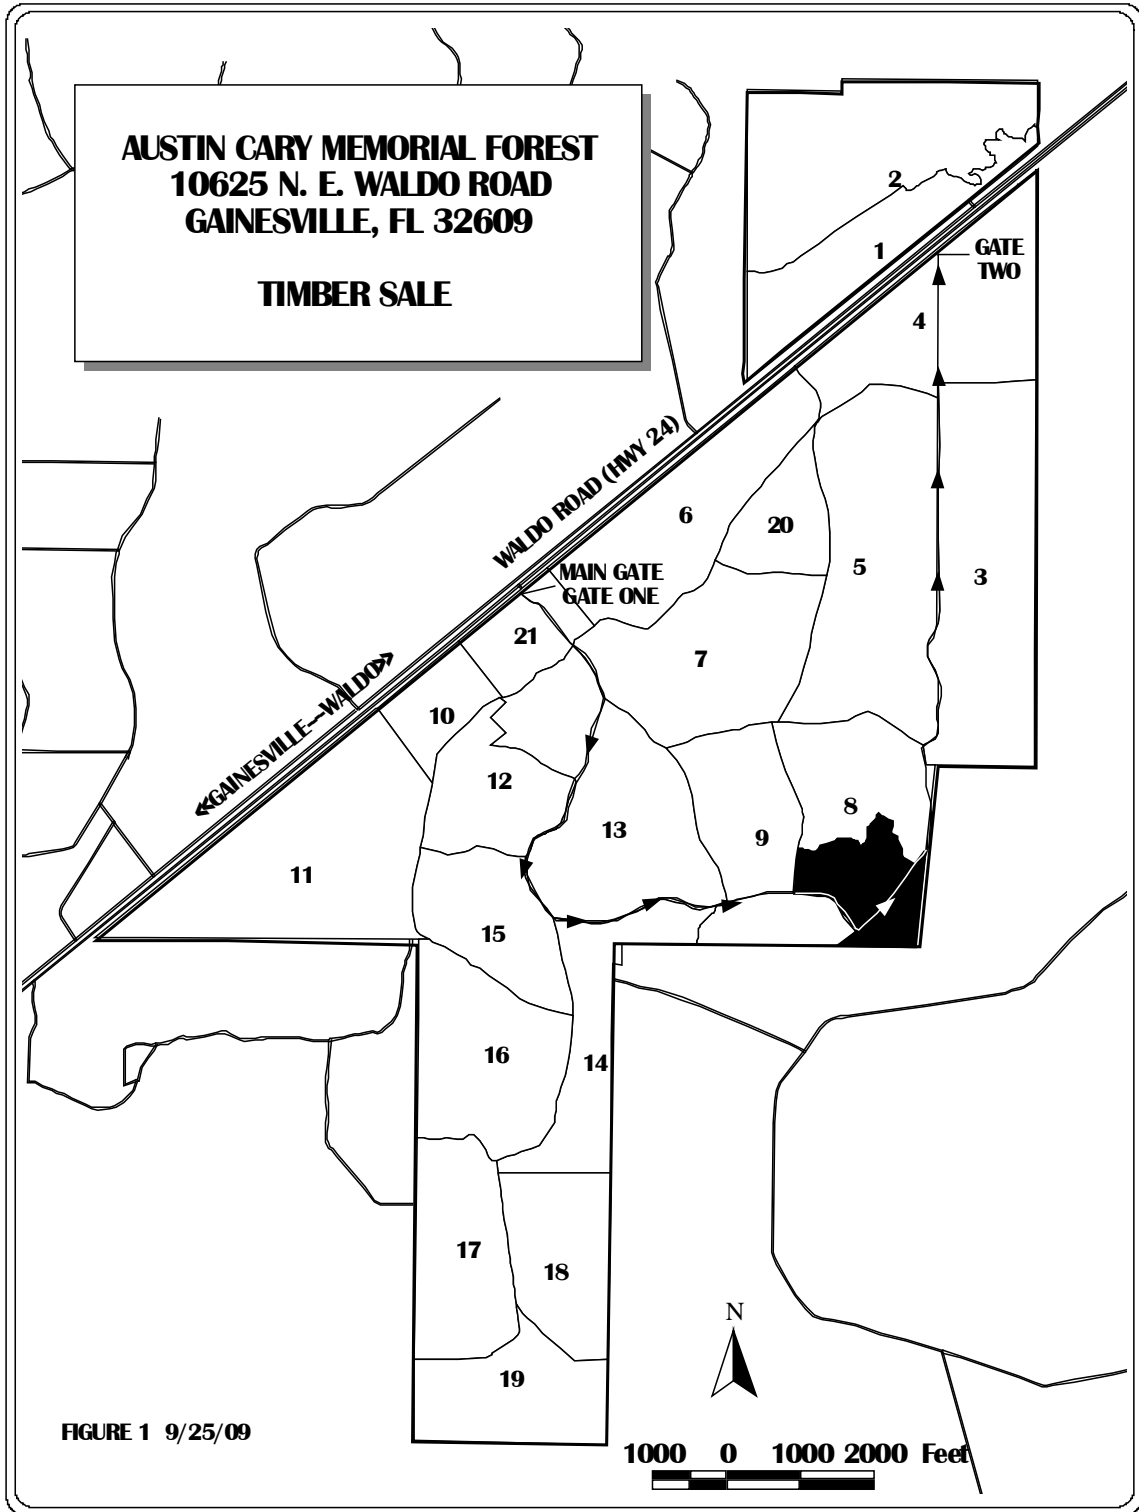 AUSTIN CARY MEMORIAL FOREST
10625 N. E. WALDO ROAD
GAINESVILLE, FL 32609
TIMBER SALE
2
1
GATE
TWO
4
WALDO ROAD (HWY 24)
6
20
5
3
MAIN GATE
GATE ONE
21
7
<<GAINESVILLE---WALDO>>
10
12
8
13
9
11
15
16
14
17
18
N
19
FIGURE 1 9/25/09
1000 0 1000 2000 Feet